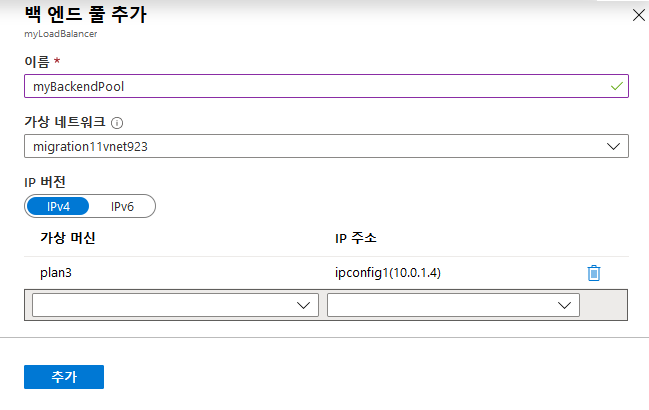 백 엔드 풀 추가
myLoadBalancer
이름 *
myBackendPool
가상 네트워크
migration11vnet923
IP 버전
IPv4 IPv6
가상 머신 IP 주소
plan3 ipconfig1(10.0.1.4)
추가